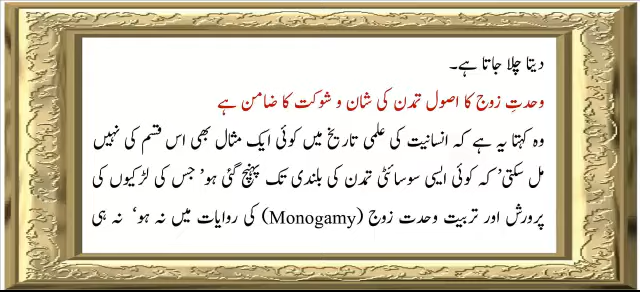 دیتا چلا جاتا ہے۔
وحدتِ زوج کا اصول تمدن کی شان و شوکت کا ضامن ہے
وہ کہتا یہ ہے کہ انسانیت کی علمی تاریخ میں کوئی ایک مثال بھی اس قسم کی نہیں
مل سکتی’ کہ کوئی ایسی سوسائٹی تمدن کی بلندی تک پہنچ گئی ہو’ جس کی لڑکیوں کی
پرورش اور تربیت وحدت زوج (Monogamy) کی روایات میں نہ ہو‘ نہ ہی